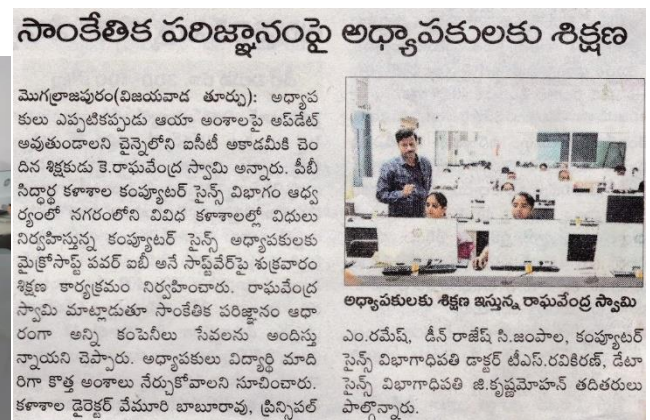 సాంకేతిక పరిజ్ఞానంపై అధ్యాపకులకు శిక్షణ
మొగల్రాజపురం(విజయవాడ తూర్పు): అధ్యాప
కులు ఎప్పటికప్పుడు ఆయా అంశాలపై అప్‌డేట్
అవుతుండాలని చైన్నైలోని ఐసీటీ అకాడమీకి చెం
దిన శిక్షకుడు కె.రాఘవేంద్ర స్వామి అన్నారు. పీబీ
సిద్ధార్థ కళాశాల కంప్యూటర్ సైన్స్ విభాగం ఆధ్వ
ర్యంలో నగరంలోని వివిధ కళాశాలల్లో విధులు
నిర్వహిస్తున్న కంప్యూటర్ సైన్స్ అధ్యాపకులకు
మైక్రోసాఫ్ట్ పవర్ ఐబీ అనే సాఫ్ట్‌వేర్‌పై శుక్రవారం
శిక్షణ కార్యక్రమం నిర్వహించారు. రాఘవేంద్ర
స్వామి మాట్లాడుతూ సాంకేతిక పరిజ్ఞానం ఆధా
రంగా అన్ని కంపెనీలు సేవలను అందిస్తు
న్నాయని చెప్పారు. అధ్యాపకులు విద్యార్థి మాది
రిగా కొత్త అంశాలు నేర్చుకోవాలని సూచించారు.
కళాశాల డైరెక్టర్ వేమూరి బాబూరావు, ప్రిన్సిపల్
అధ్యాపకులకు శిక్షణ ఇస్తున్న రాఘవేంద్ర స్వామి
ఎం.రమేష్, డీన్ రాజేష్ సి.జంపాల, కంప్యూటర్
సైన్స్ విభాగాధిపతి డాక్టర్ టీఎస్.రవికిరణ్, డేటా
సైన్స్ విభాగాధిపతి జి.కృష్ణమోహన్ తదితరులు
పాల్గొన్నారు.